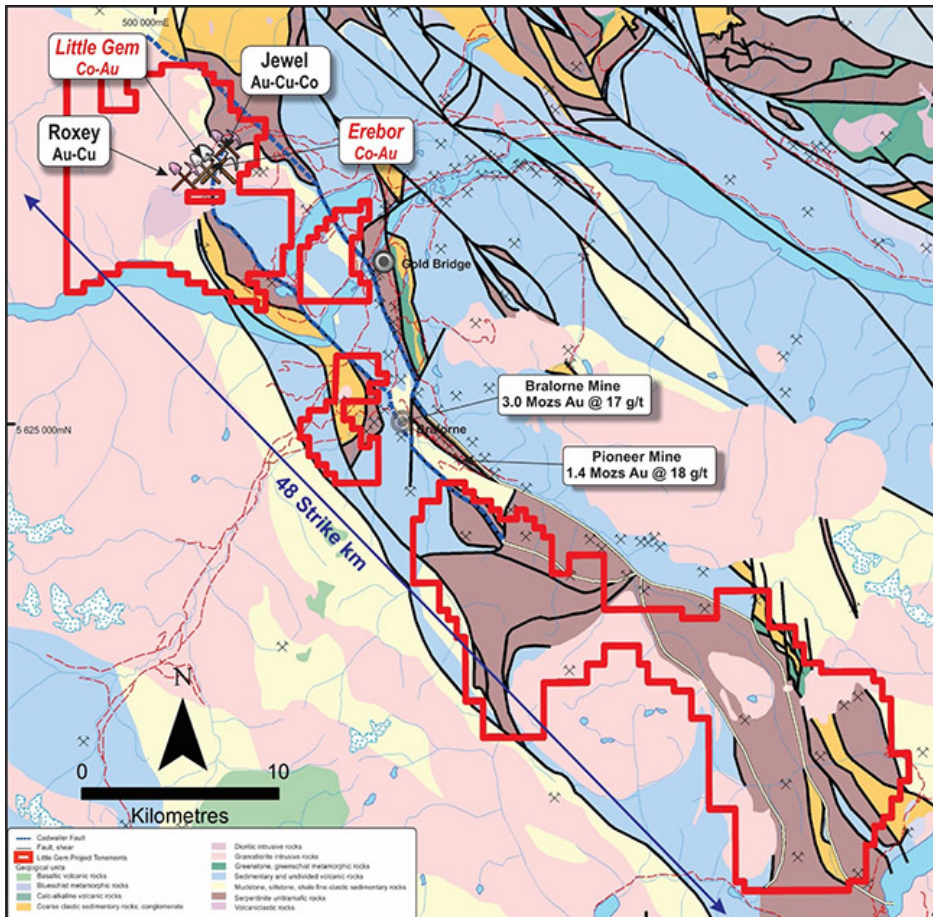 500 000mE
Little Gem
Co-Au
Jewel
Au-Cu-Co
Roxey
Au-Cu
Erebor
Co-Au
Gold Bridge
Bralorne Mine
3.0 Mozs Au @ 17 g/t
5 625 000mN
Bralorne
Pioneer Mine
1.4 Mozs Au @ 18 g/t
48 Strike km
N
0 10
Kilometres
Cadwaller Fault
Fault, shear
Little Gem Project Tenements
Geological units
Basaltic volcanic rocks
Blueschist metamorphic rocks
Calc-alkaline volcanic rocks
Coarse clastic sedimentary rocks; conglomerate
Dioritic intrusive rocks
Granodiorite intrusive rocks
Greenstone, greenschist metamorphic rocks
Sedimentary and undivided volcanic rocks
Mudstone, siltstone, shale fine clastic sedimentary rocks
Serpentinite ultramafic rocks
Volcaniclastic rocks